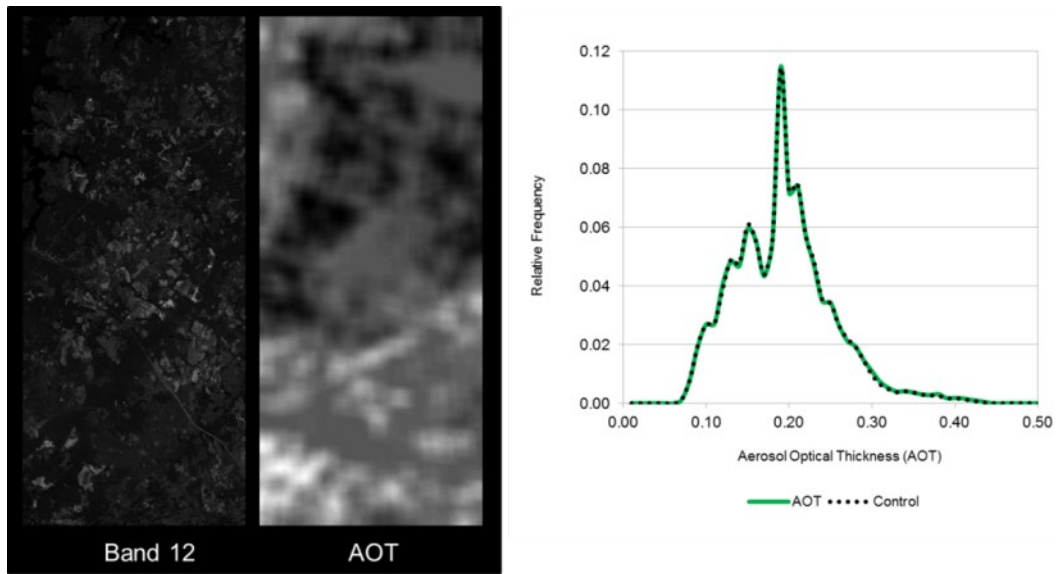 Band 12
AOT
0.12
0.10
0.08
0.06
0.04
0.02
0.00
Relative Frequency
0.00 0.10 0.20 0.30 0.40 0.50
Aerosol Optical Thickness (AOT)
AOT Control